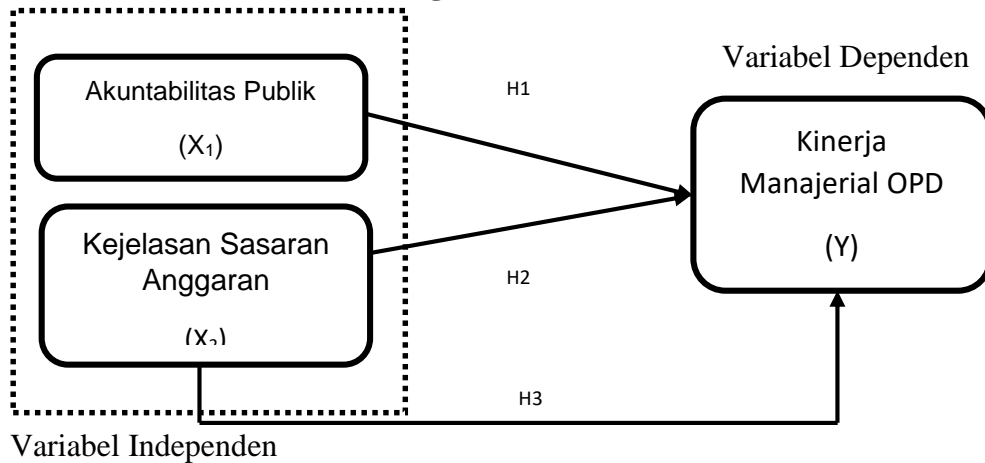 Akuntabilitas Publik
(X₁)
Kejelasan Sasaran
Anggaran
(X₂)
Variabel Independen
H1
H2
H3
Variabel Dependen
Kinerja
Manajerial OPD
(Y)